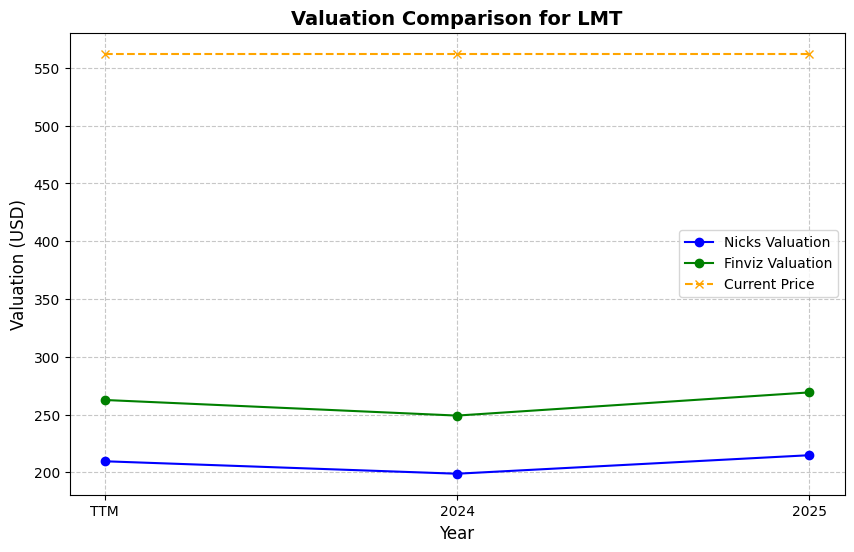 Valuation Comparison for LMT
Valuation (USD)
550
500
450
400
350
300
250
200
Nicks Valuation
Finviz Valuation
Current Price
TTM 2024 2025
Year